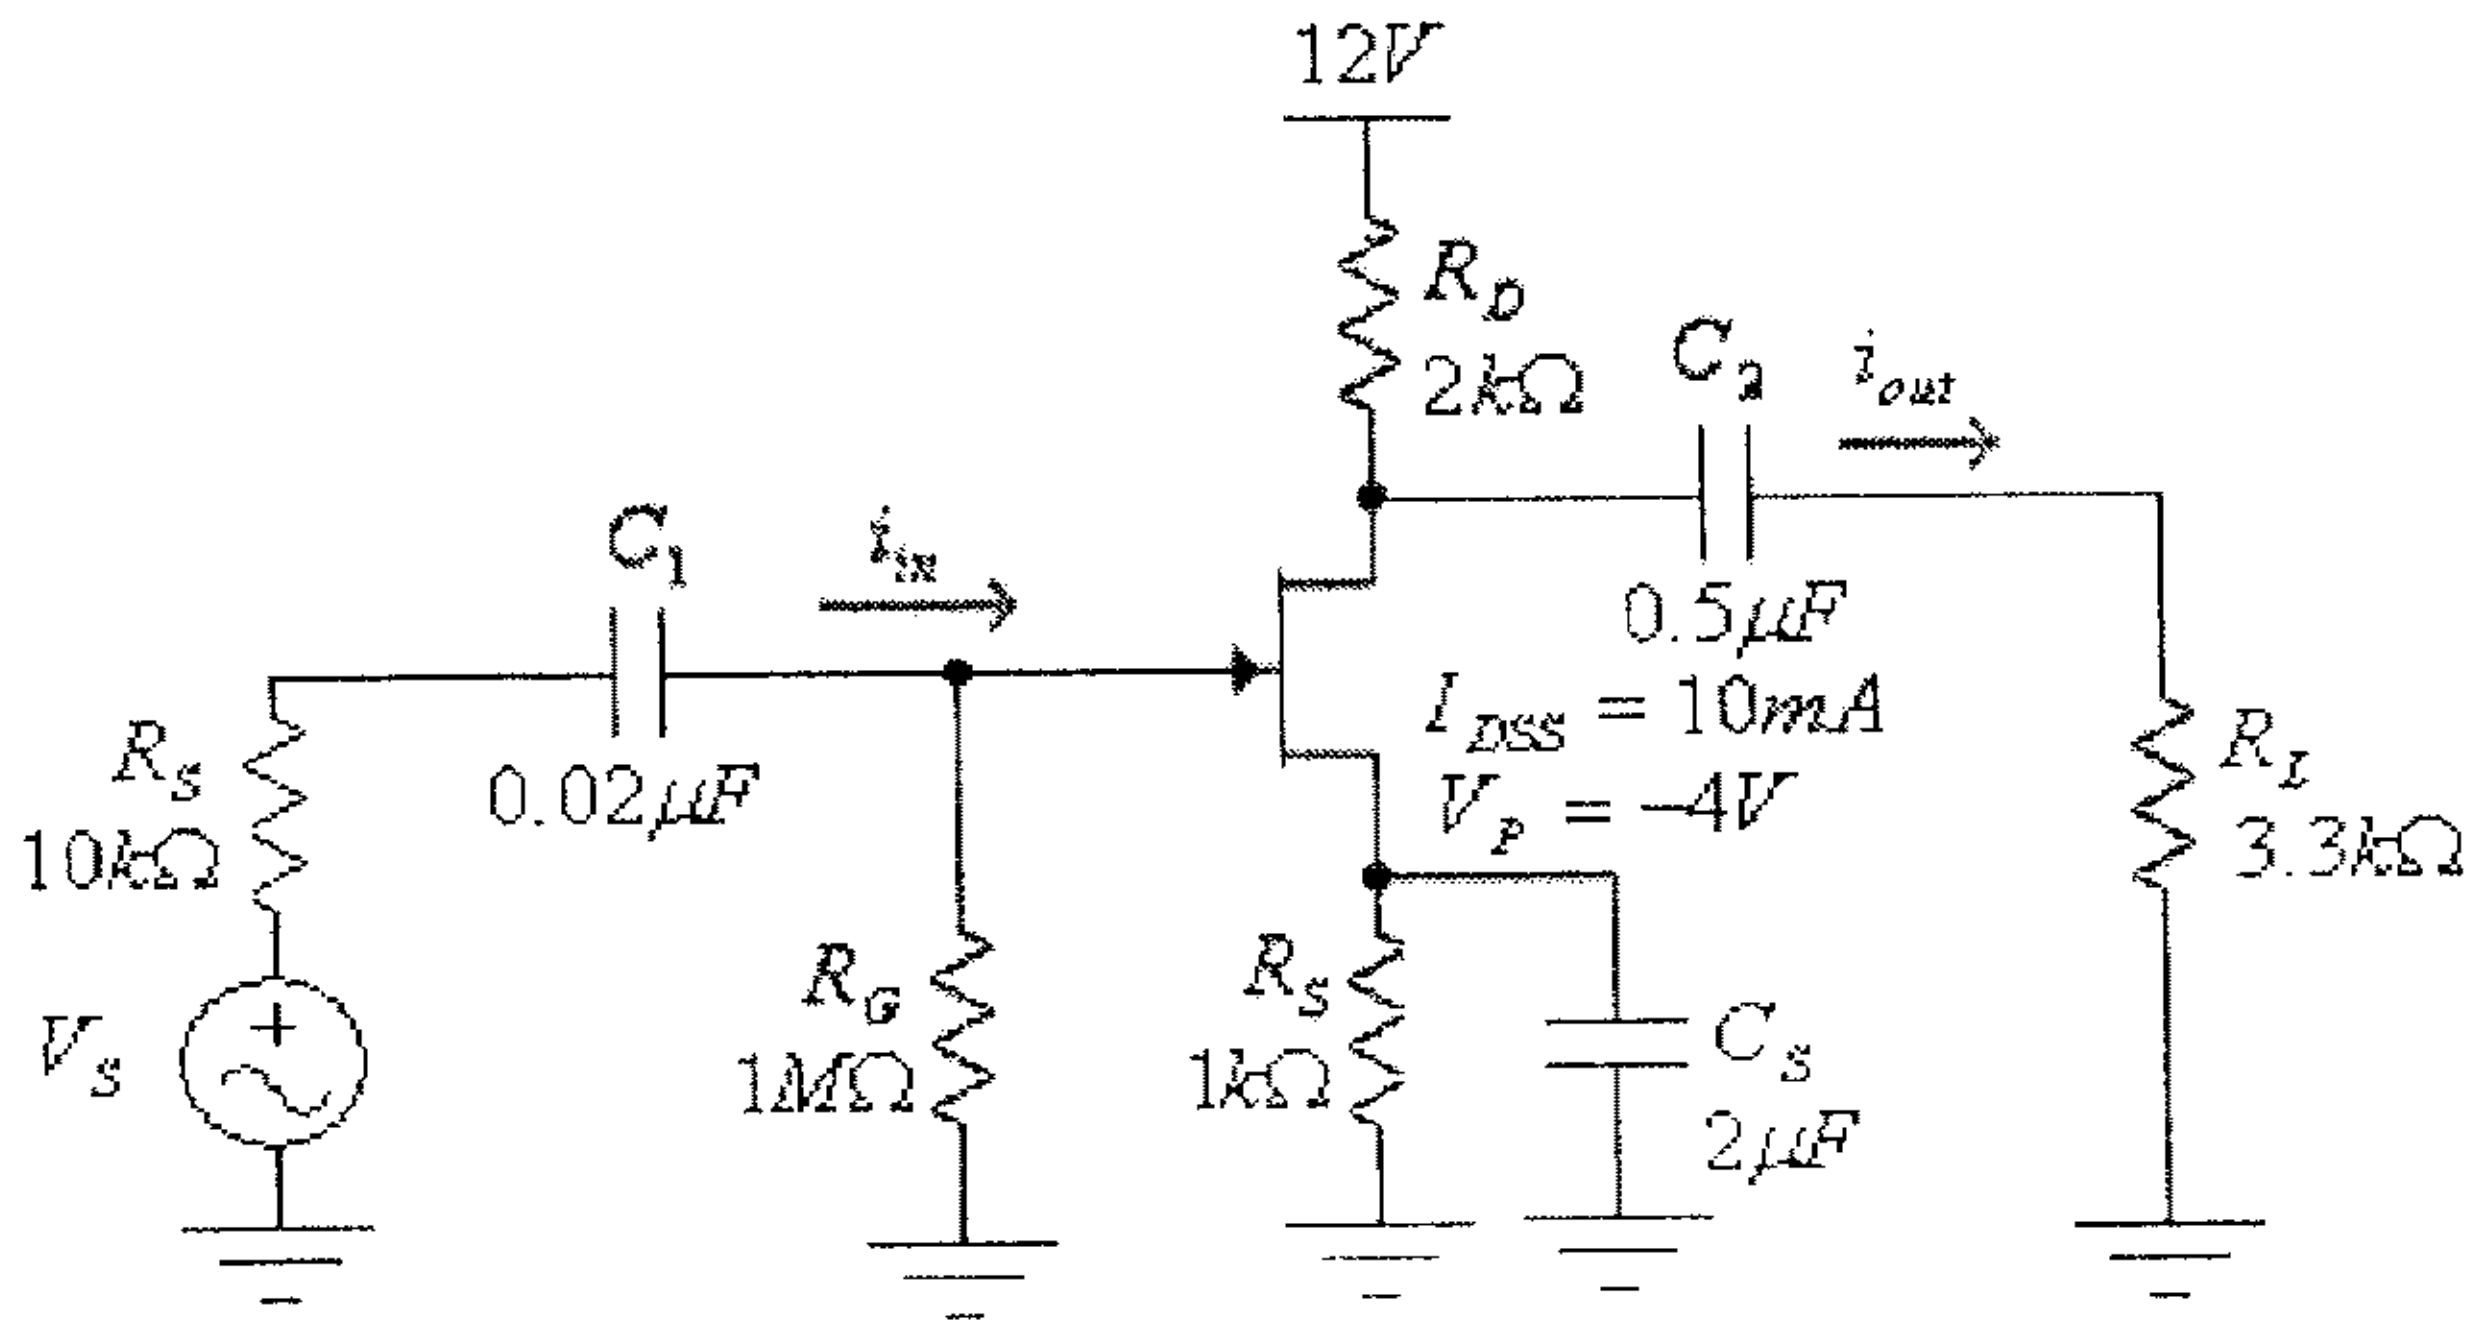 12V
R_D
2kΩ
C_2
i_out
0.5μF
C_1
i_in
0.02μF
I_DSS = 10mA
V_P = -4V
R_S
10kΩ
R_L
3.3kΩ
R_G
1MΩ
R_S
1kΩ
C_S
2μF
V_S
+